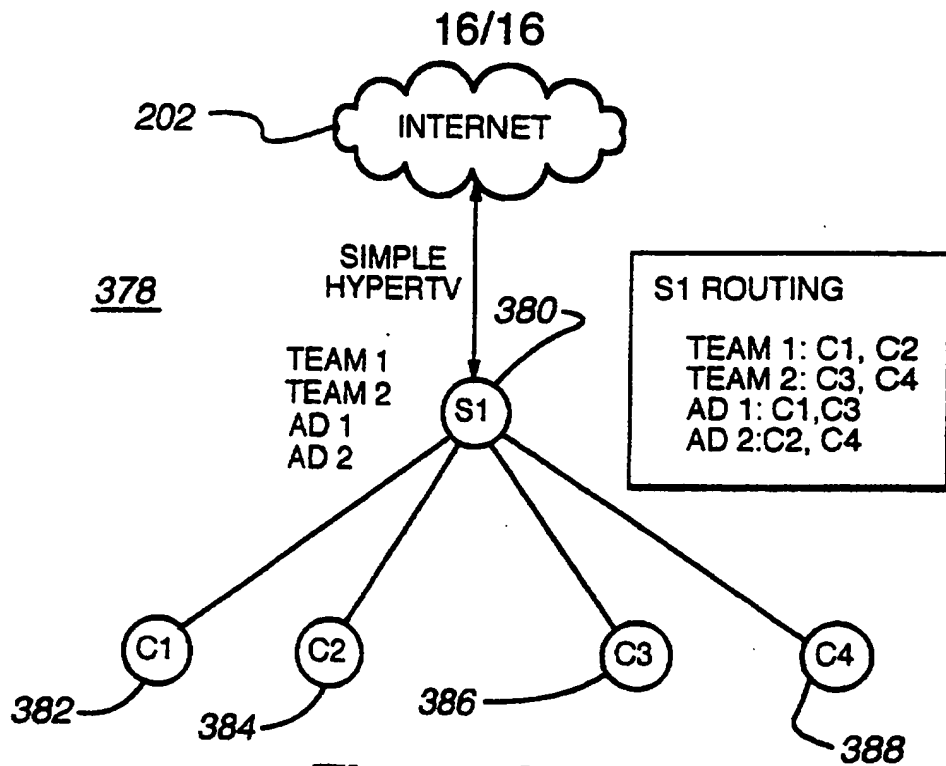 16/16
INTERNET
202
SIMPLE
HYPERTV
378
380
S1 ROUTING
TEAM 1: C1, C2
TEAM 2: C3, C4
AD 1: C1,C3
AD 2:C2, C4
TEAM 1
TEAM 2
AD 1
AD 2
S1
C1
C2
C3
C4
382
384
386
388